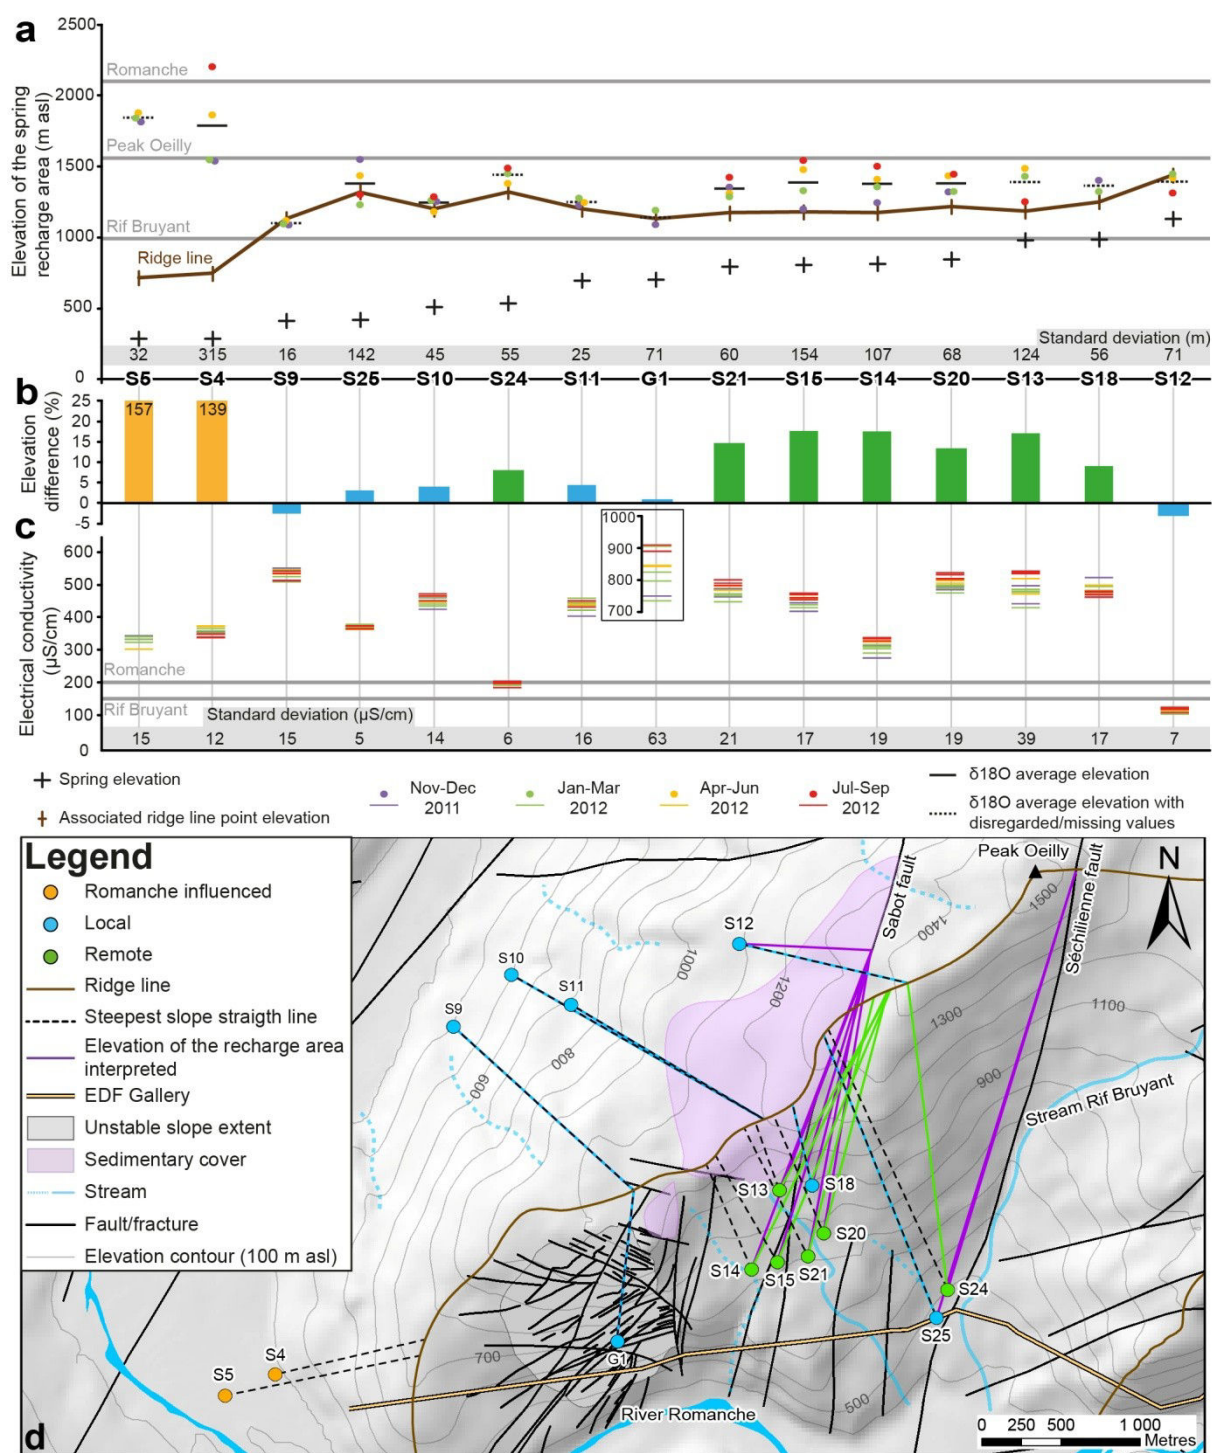 a
Elevation of the spring
recharge area (m asl)
2500
2000
1500
1000
500
0
Romanche
Peak Oeilly
Rif Bruyant
Ridge line
Standard deviation (m)
32 315 16 142 45 55 25 71 60 154 107 68 124 56 71
S5 S4 S9 S25 S10 S24 S11 G1 S21 S15 S14 S20 S13 S18 S12
b
Elevation
difference (%)
25
20
15
10
5
0
-5
157 139
c
Electrical conductivity
(µS/cm)
600
500
400
300
200
100
0
1000
900
800
700
Romanche
Rif Bruyant
Standard deviation (µS/cm)
15 12 15 5 14 6 16 63 21 17 19 19 39 17 7
Spring elevation
Associated ridge line point elevation
Nov-Dec
2011
Jan-Mar
2012
Apr-Jun
2012
Jul-Sep
2012
δ18O average elevation
δ18O average elevation with
disregarded/missing values
Legend
Romanche influenced
Local
Remote
Ridge line
Steepest slope straigth line
Elevation of the recharge area
interpreted
EDF Gallery
Unstable slope extent
Sedimentary cover
Stream
Fault/fracture
Elevation contour (100 m asl)
Peak Oeilly
N
Sabot fault
Séchilienne fault
1500
1400
S12
S10
1000
S11
1200
1100
S9
1300
800
600
900
Stream Rif Bruyant
S13
S18
S20
S14
S15
S21
S24
S25
G1
700
S4
S5
500
River Romanche
0 250 500 1 000
Metres
d